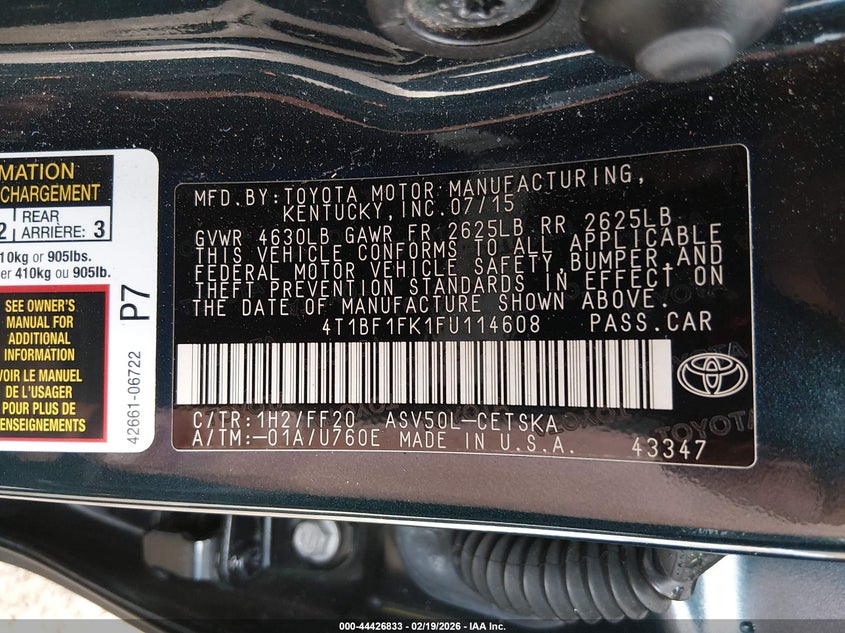 MATION
CHARGEMENT
2 REAR ARRIÈRE: 3
10kg or 905lbs.
er 410kg ou 905lb.
SEE OWNER'S
MANUAL FOR
ADDITIONAL
INFORMATION
VOIR LE MANUEL
DE L'USAGER
POUR PLUS DE
RENSEIGNEMENTS
P7
42661-06722
MFD.BY:TOYOTA MOTOR MANUFACTURING,
KENTUCKY,INC.07/15
GVWR 4630LB GAWR FR 2625LB RR 2625LB
THIS VEHICLE CONFORMS TO ALL APPLICABLE
FEDERAL MOTOR VEHICLE SAFETY,BUMPER,AND
THEFT PREVENTION STANDARDS IN EFFECT ON
THE DATE OF MANUFACTURE SHOWN ABOVE.
4T1BF1FK1FU114608 PASS.CAR
C/TR:1H2/FF20 ASV50L-CETSKA
A/TM:-01A/U760E MADE IN U.S.A. 43347
TOYOTA
000-44426833 - 02/19/2026 - IAA Inc.